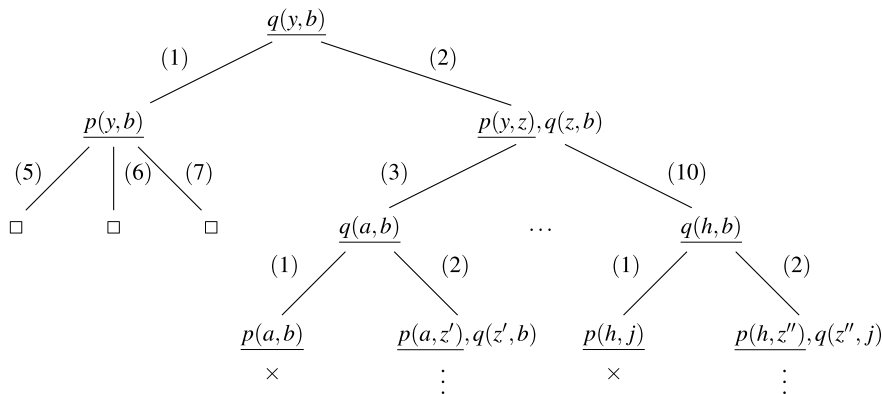 q(y,b)
(1) (2)
p(y,b) p(y,z),q(z,b)
(5) (6) (7) (3) (10)
□ □ □ q(a,b) ... q(h,b)
(1) (2) (1) (2)
p(a,b) p(a,z′),q(z′,b) p(h,j) p(h,z′′),q(z′′,j)
× ⋮ × ⋮